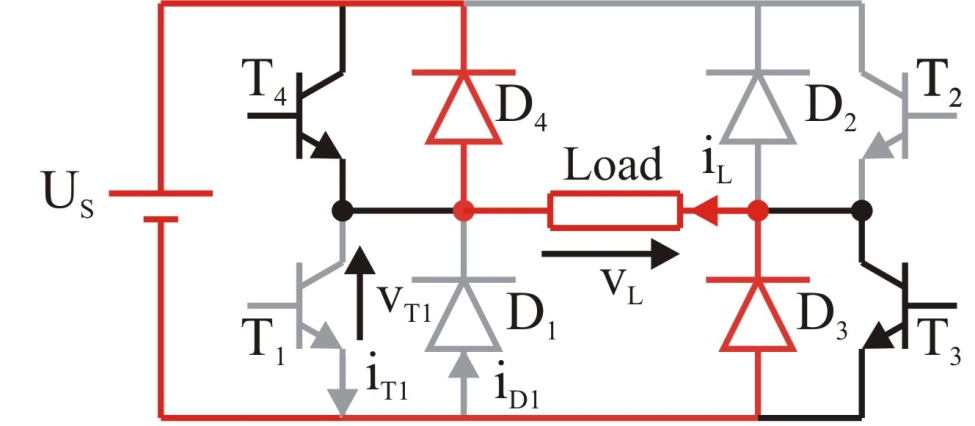 T4
D4
D2
T2
Load
iL
US
vL
vT1
D1
D3
T1
T3
iT1
iD1